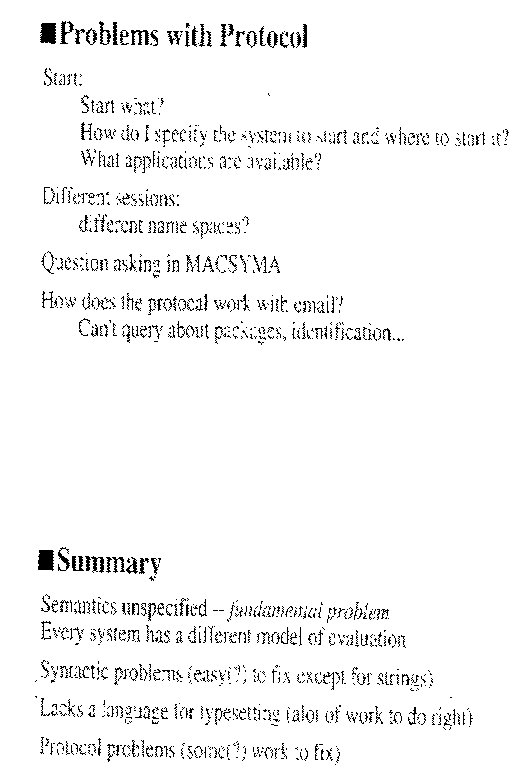 ■Problems with Protocol
Start:
Start what?
How do I specify the system to start and where to start it?
What applications are available?
Different sessions:
different name spaces?
Question asking in MACSYMA
How does the protocal work with email?
Can't query about packages, identification...
■Summary
Semantics unspecified -- fundamental problem
Every system has a different model of evaluation
Syntactic problems (easy(?) to fix except for strings)
Lacks a language for typesetting (alot of work to do right)
Protocol problems (some(?) work to fix)